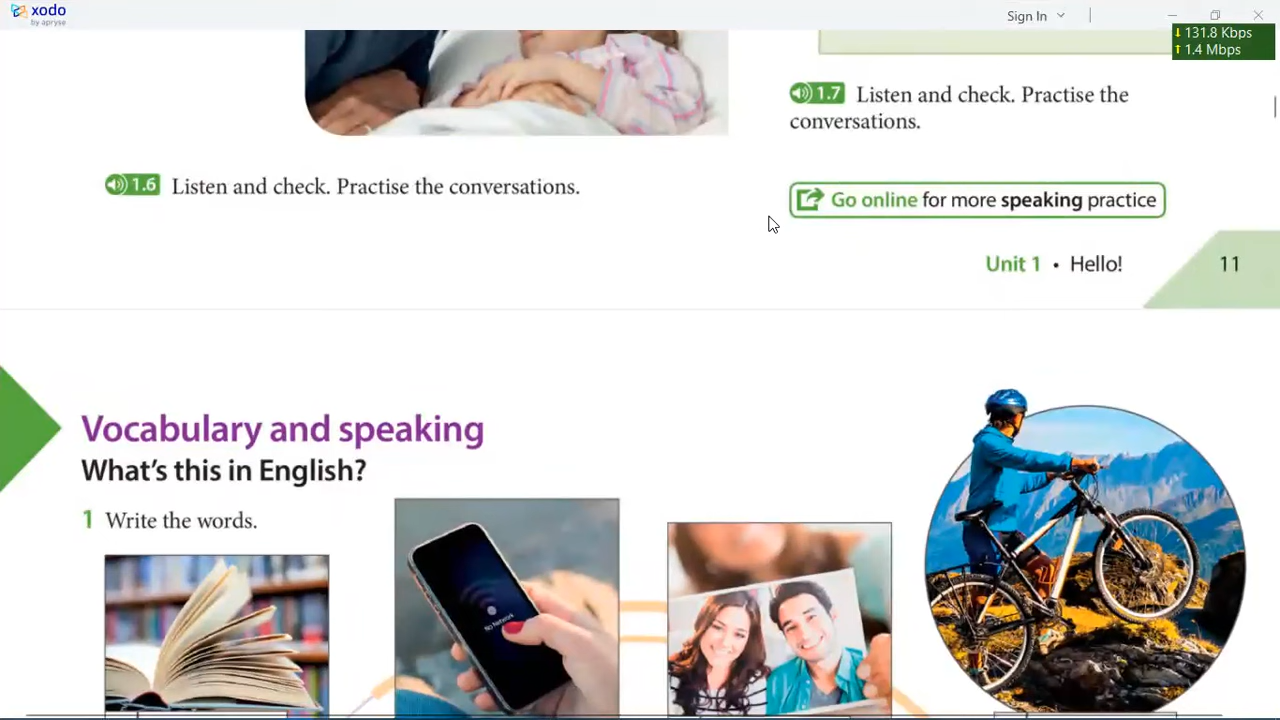 xodo
by apryse
Sign In
131.8 Kbps
1.4 Mbps
1.7 Listen and check. Practise the
conversations.
1.6 Listen and check. Practise the conversations.
Go online for more speaking practice
Unit 1 • Hello!
11
Vocabulary and speaking
What's this in English?
1 Write the words.
No Network